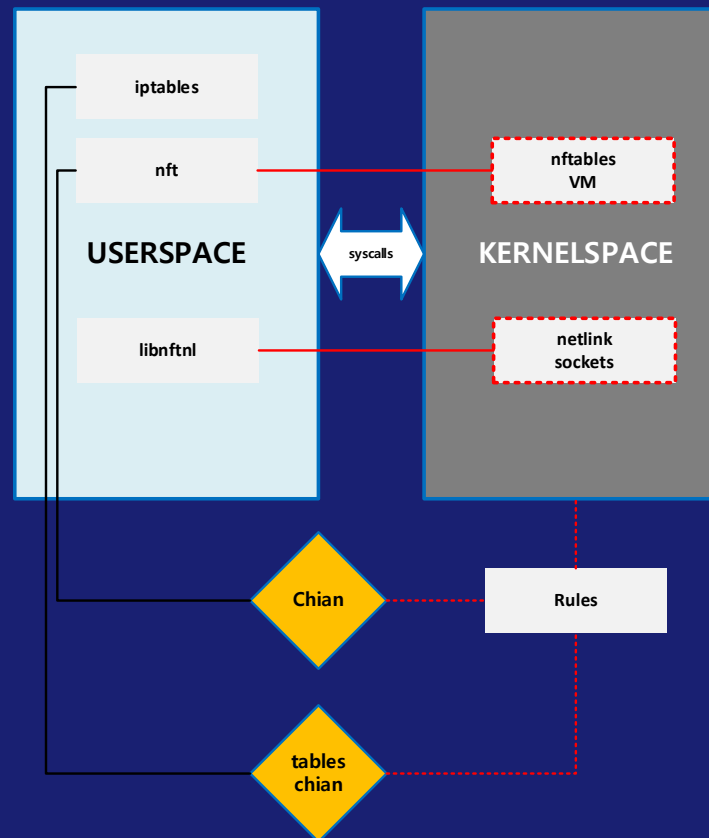 iptables
nft
nftables
VM
USERSPACE
syscalls
KERNELSPACE
libnftnl
netlink
sockets
Chian
Rules
tables
chian